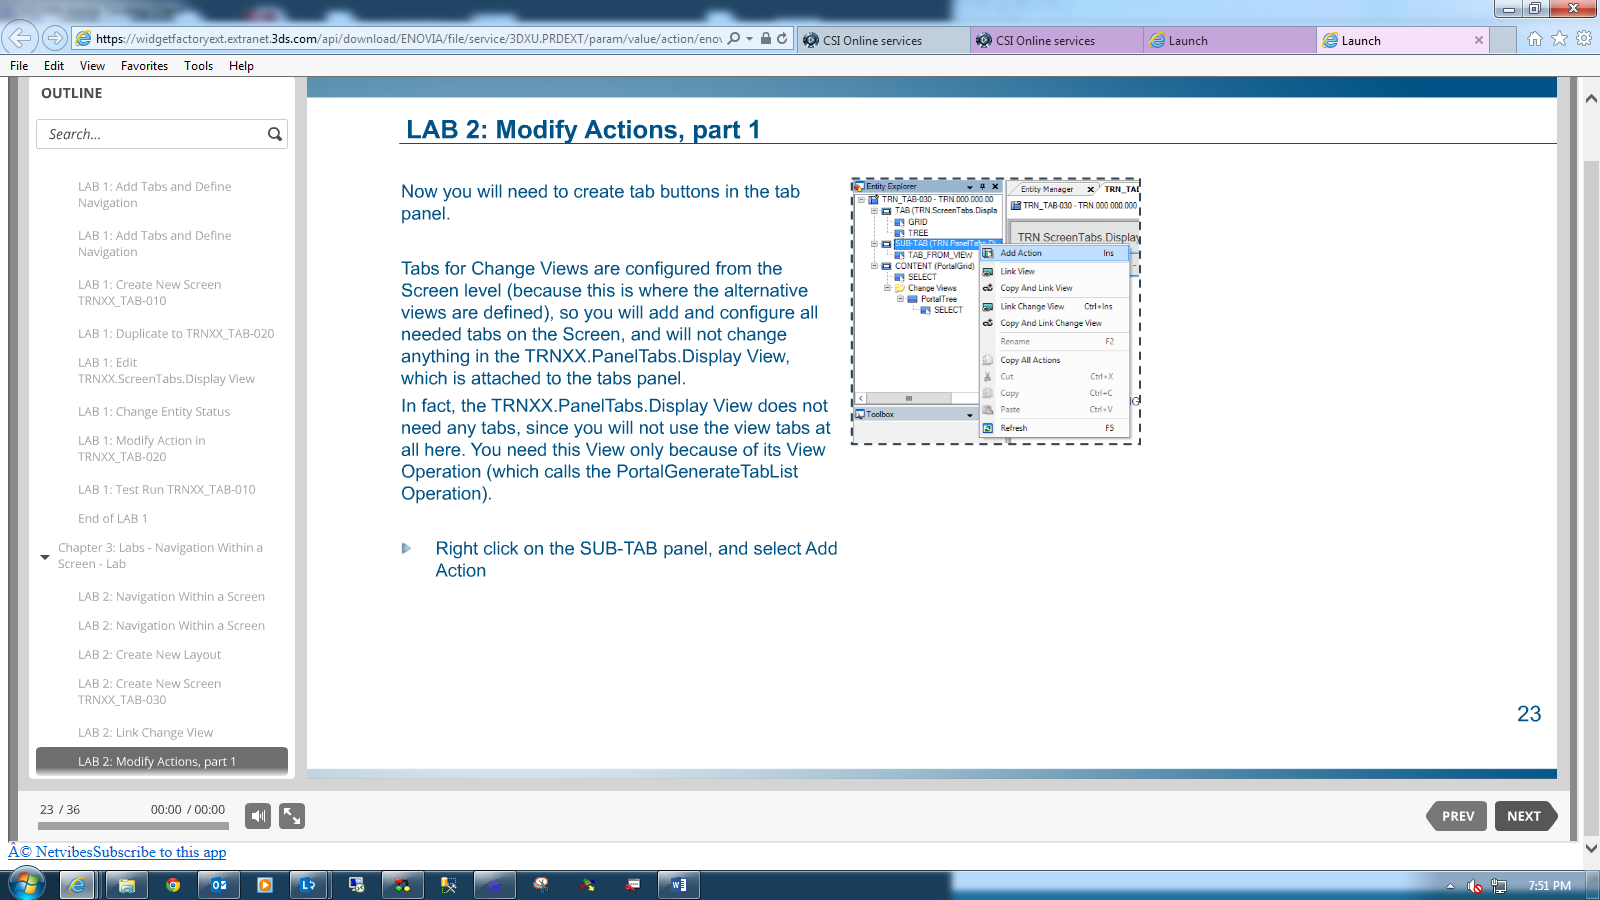 https://widgetfactoryext.extranet.3ds.com/api/download/ENOVIA/file/service/3DXU.PRDEXT/param/value/action/enov
CSI Online services
CSI Online services
Launch
Launch
File Edit View Favorites Tools Help
OUTLINE
Search...
LAB 1: Add Tabs and Define
Navigation
LAB 1: Add Tabs and Define
Navigation
LAB 1: Create New Screen
TRNXX_TAB-010
LAB 1: Duplicate to TRNXX_TAB-020
LAB 1: Edit
TRNXX.ScreenTabs.Display View
LAB 1: Change Entity Status
LAB 1: Modify Action in
TRNXX_TAB-020
LAB 1: Test Run TRNXX_TAB-010
End of LAB 1
Chapter 3: Labs - Navigation Within a
Screen - Lab
LAB 2: Navigation Within a Screen
LAB 2: Navigation Within a Screen
LAB 2: Create New Layout
LAB 2: Create New Screen
TRNXX_TAB-030
LAB 2: Link Change View
LAB 2: Modify Actions, part 1
LAB 2: Modify Actions, part 1
Now you will need to create tab buttons in the tab
panel.
Tabs for Change Views are configured from the
Screen level (because this is where the alternative
views are defined), so you will add and configure all
needed tabs on the Screen, and will not change
anything in the TRNXX.PanelTabs.Display View,
which is attached to the tabs panel.
In fact, the TRNXX.PanelTabs.Display View does not
need any tabs, since you will not use the view tabs at
all here. You need this View only because of its View
Operation (which calls the PortalGenerateTabList
Operation).
Right click on the SUB-TAB panel, and select Add
Action
Entity Explorer
TRN_TAB-030 - TRN.000.000.00
TAB (TRN.ScreenTabs.Displa
GRID
TREE
SUB-TAB (TRN.PanelTabs.Di
TAB_FROM_VIEW
CONTENT (PortalGrid)
SELECT
Change Views
PortalTree
SELECT
Toolbox
Entity Manager
TRN_TAB
TRN_TAB-030 - TRN.000.000.000
TRN.ScreenTabs.Display
Add Action Ins
Link View
Copy And Link View
Link Change View Ctrl+Ins
Copy And Link Change View
Rename F2
Copy All Actions
Cut Ctrl+X
Copy Ctrl+C
Paste Ctrl+V
Refresh F5
23
23 / 36
00:00 / 00:00
PREV
NEXT
Â© NetvibesSubscribe to this app
7:51 PM